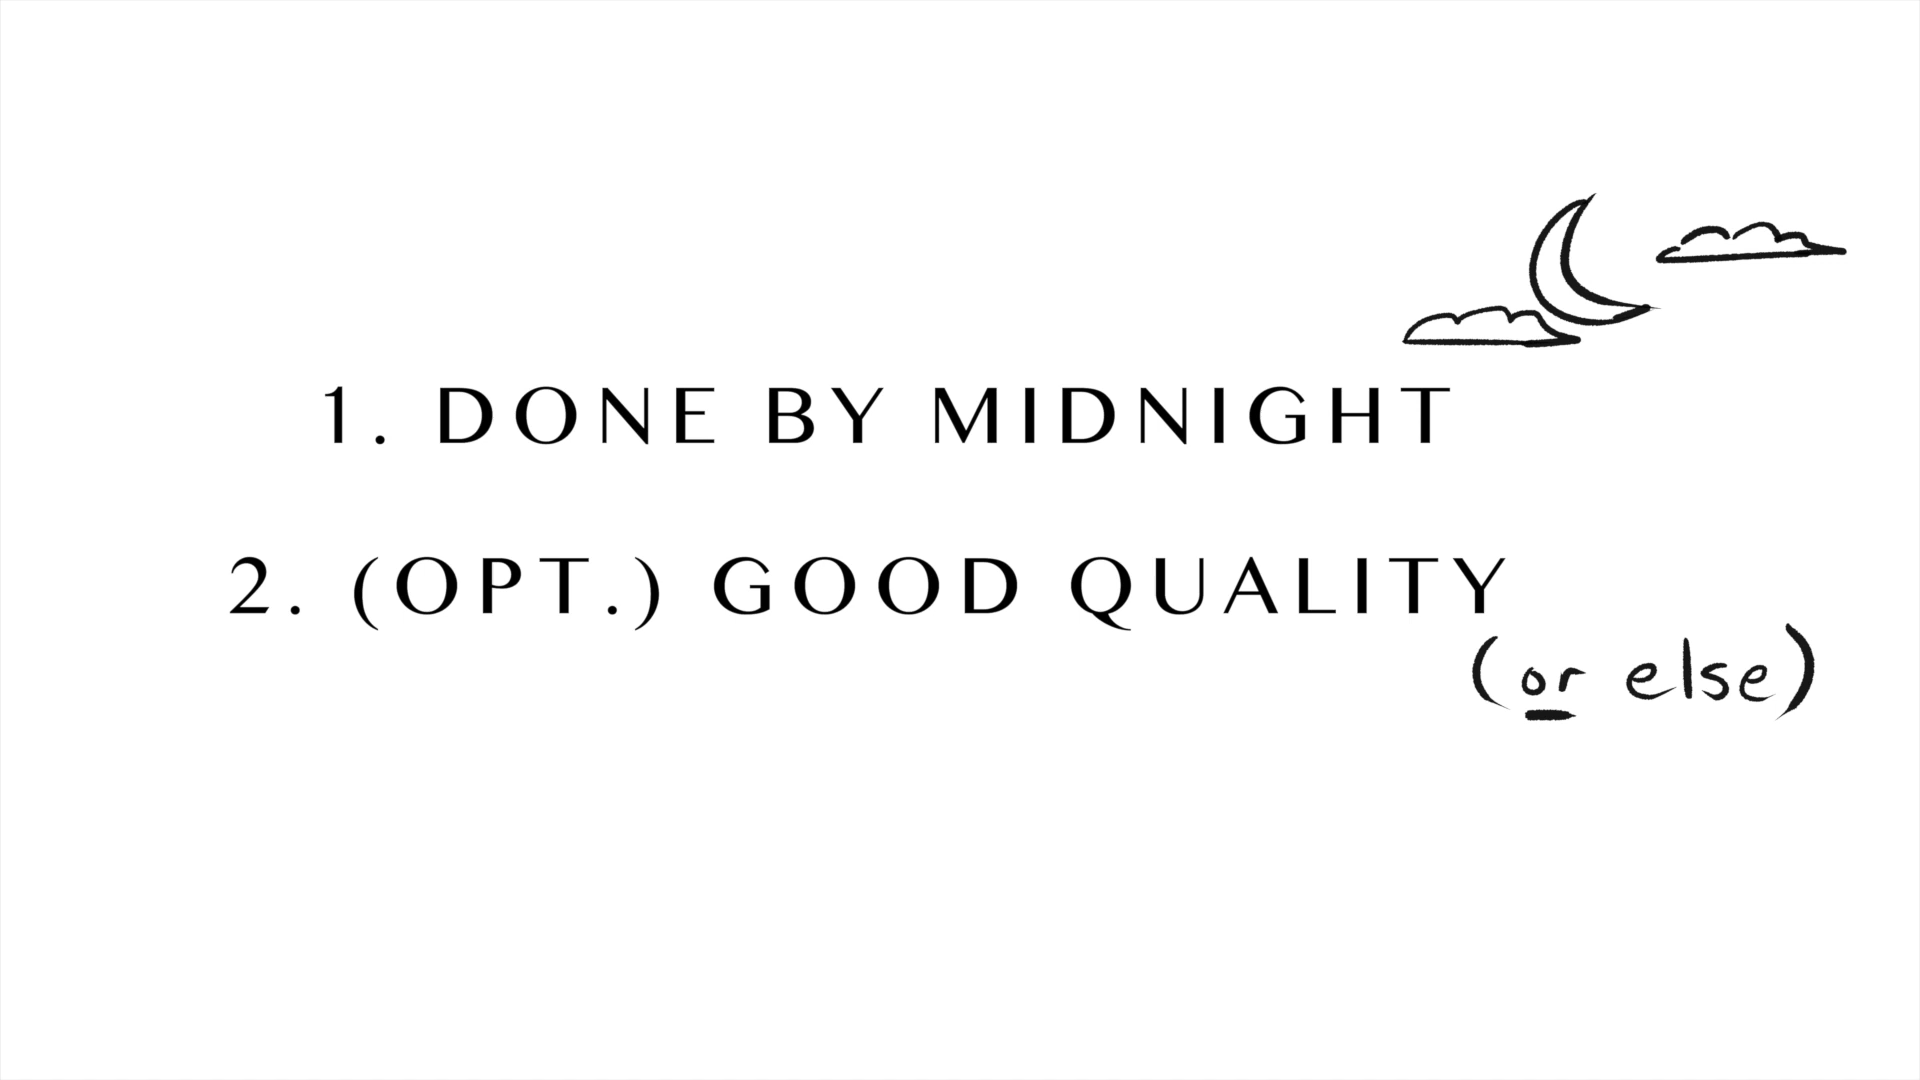 1. DONE BY MIDNIGHT
2. (OPT.) GOOD QUALITY
(or else)